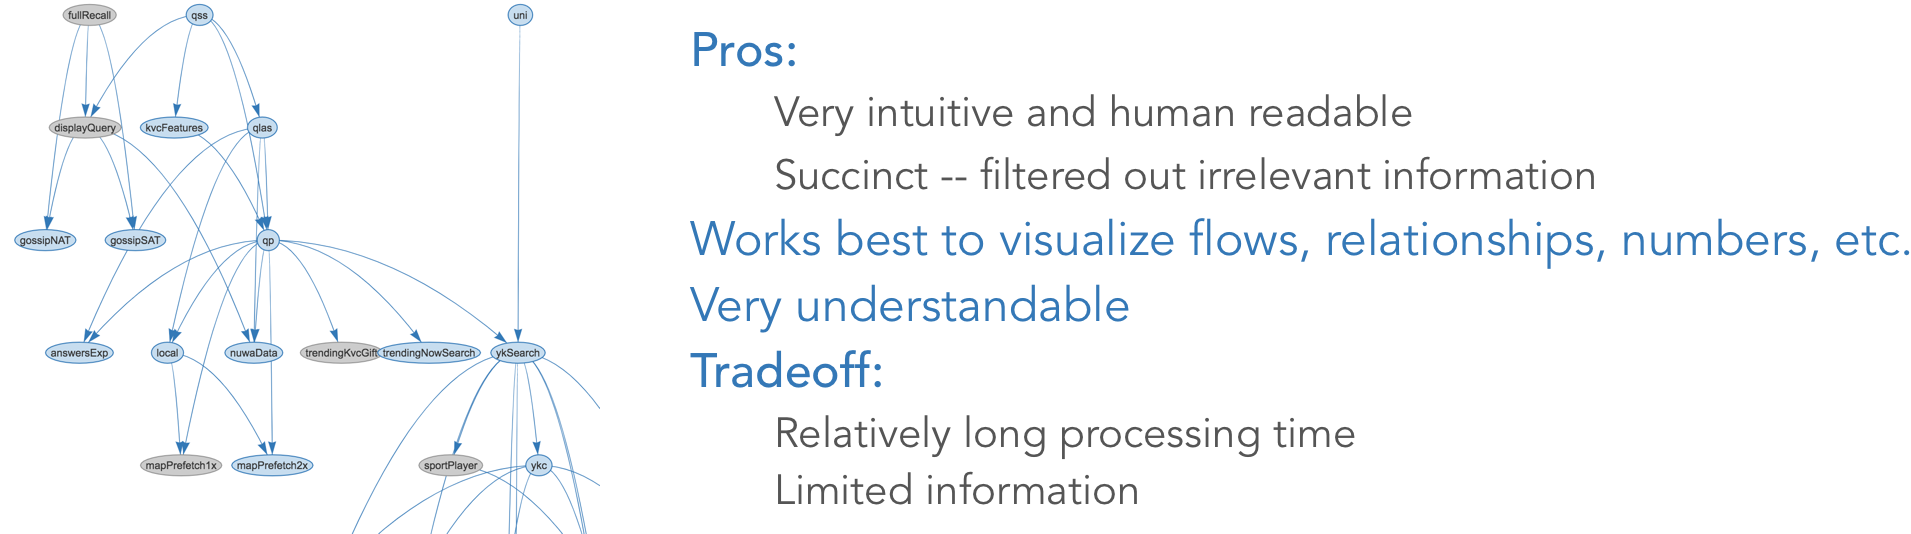 fullRecall
qss
uni
displayQuery
kvcFeatures
qlas
gossipNAT
gossipSAT
qp
answersExp
local
nuwaData
trendingKvcGift
trendingNowSearch
ykSearch
mapPrefetch1x
mapPrefetch2x
sportPlayer
ykc
Pros:
Very intuitive and human readable
Succinct -- filtered out irrelevant information
Works best to visualize flows, relationships, numbers, etc.
Very understandable
Tradeoff:
Relatively long processing time
Limited information